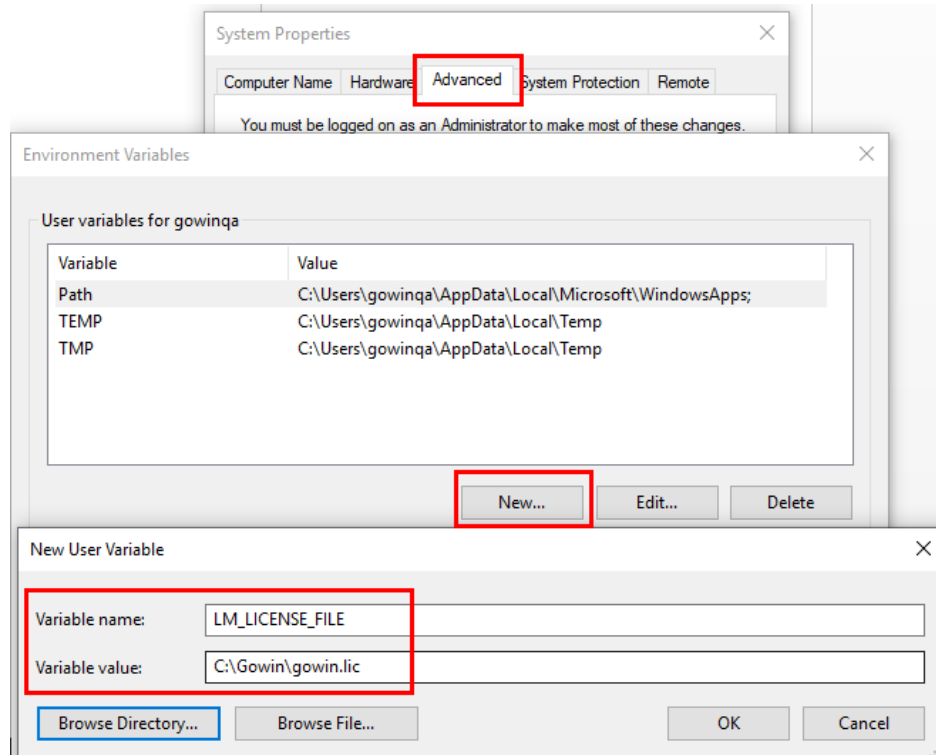 System Properties
Computer Name Hardware Advanced System Protection Remote
You must be logged on as an Administrator to make most of these changes.
Environment Variables
User variables for gowinqa
Variable Value
Path C:\Users\gowinqa\AppData\Local\Microsoft\WindowsApps;
TEMP C:\Users\gowinqa\AppData\Local\Temp
TMP C:\Users\gowinqa\AppData\Local\Temp
New... Edit... Delete
New User Variable
Variable name: LM_LICENSE_FILE
Variable value: C:\Gowin\gowin.lic
Browse Directory... Browse File... OK Cancel